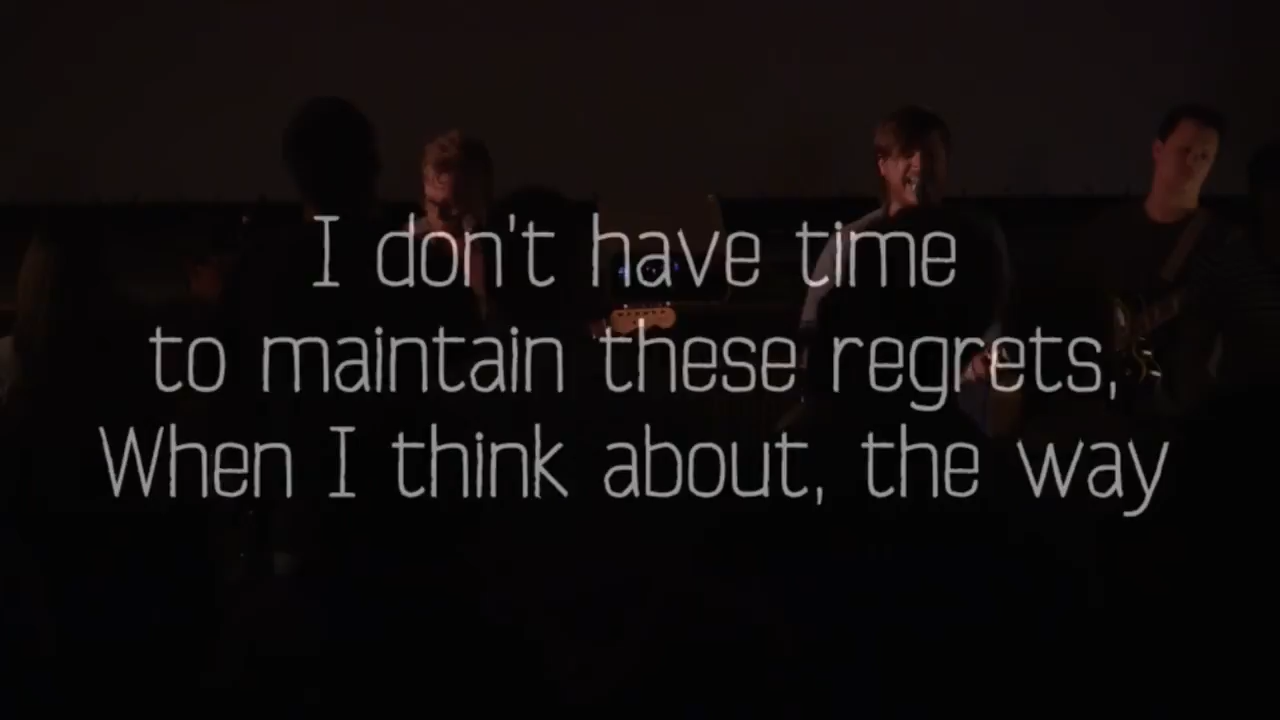 I don't have time
to maintain these regrets,
When I think about, the way